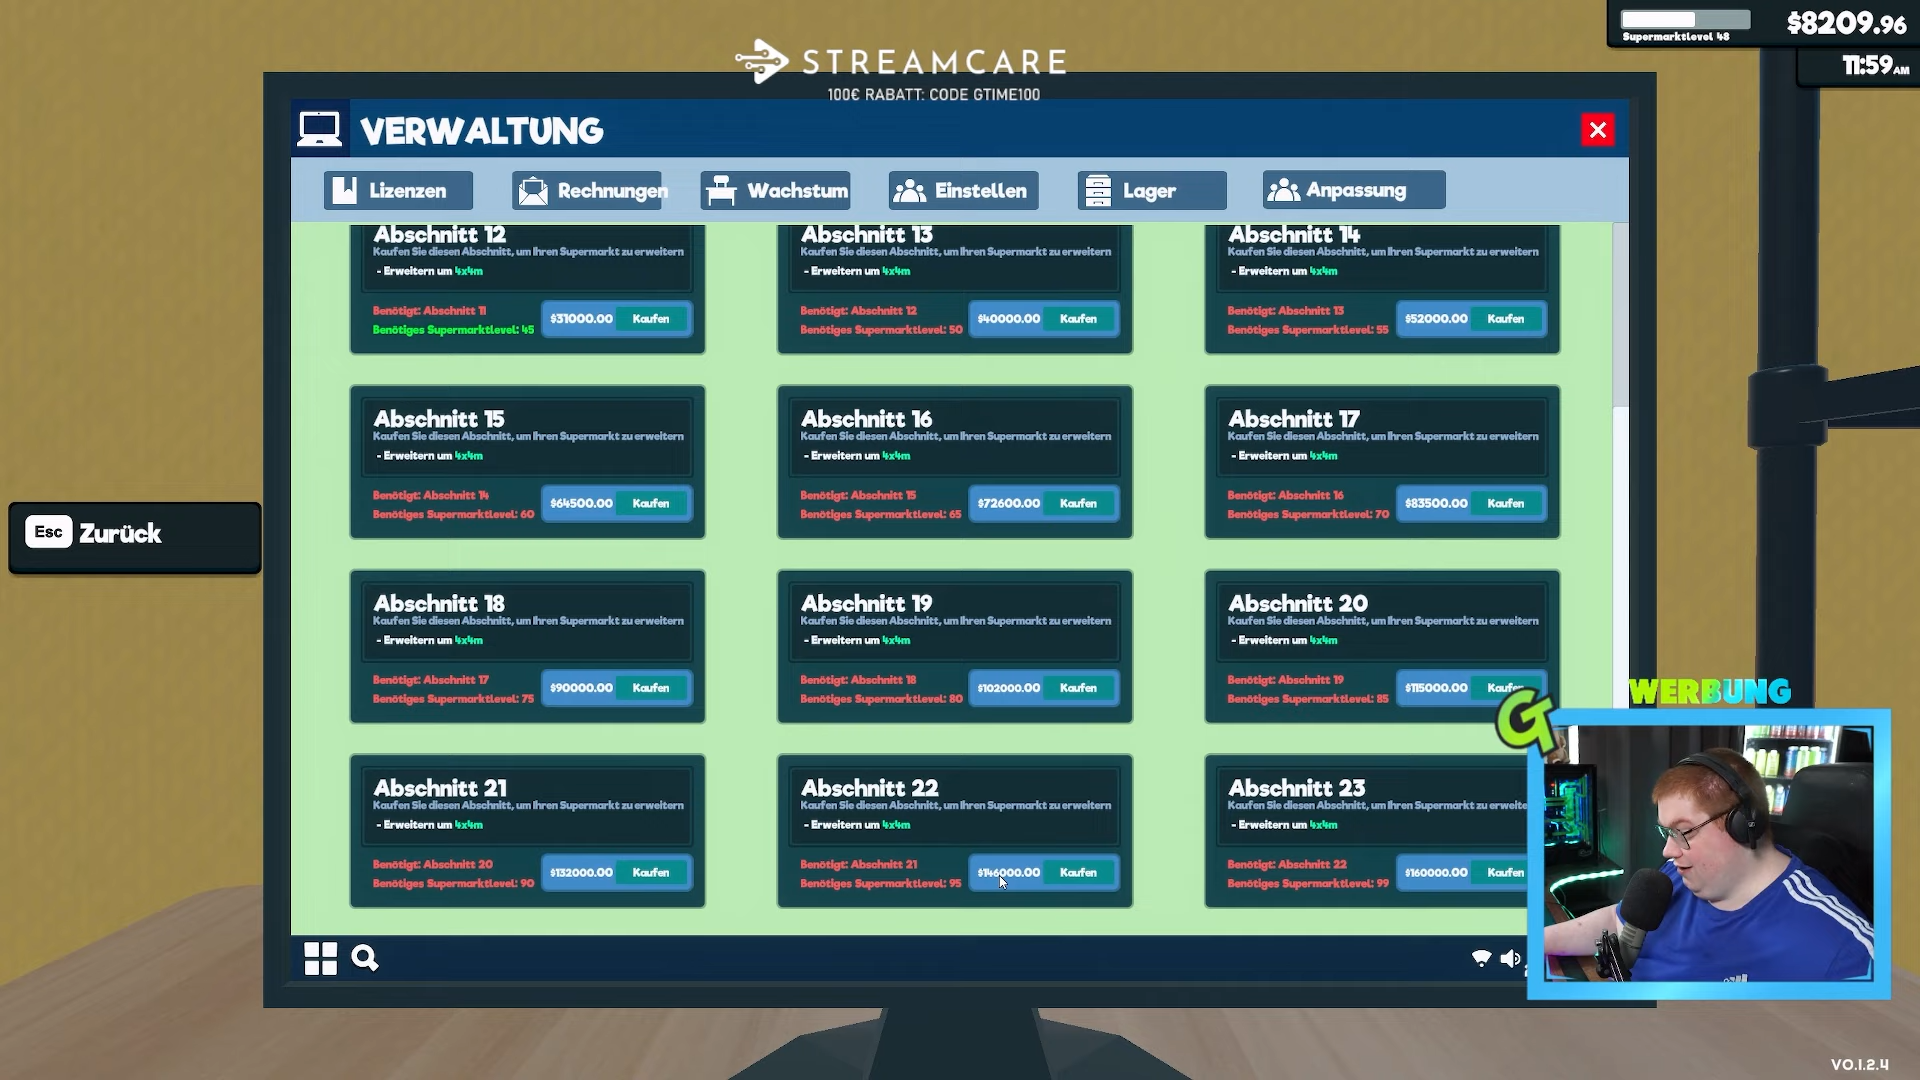 $8209.96
Supermarktlevel 48
11:59 AM
STREAMCARE
100€ RABATT: CODE GTIME100
VERWALTUNG
Lizenzen
Rechnungen
Wachstum
Einstellen
Lager
Anpassung
Abschnitt 12
Kaufen Sie diesen Abschnitt, um Ihren Supermarkt zu erweitern
- Erweitern um 4x4m
Benötigt: Abschnitt 11
Benötiges Supermarktlevel: 45
$31000.00 Kaufen
Abschnitt 13
Kaufen Sie diesen Abschnitt, um Ihren Supermarkt zu erweitern
- Erweitern um 4x4m
Benötigt: Abschnitt 12
Benötiges Supermarktlevel: 50
$40000.00 Kaufen
Abschnitt 14
Kaufen Sie diesen Abschnitt, um Ihren Supermarkt zu erweitern
- Erweitern um 4x4m
Benötigt: Abschnitt 13
Benötiges Supermarktlevel: 55
$52000.00 Kaufen
Abschnitt 15
Kaufen Sie diesen Abschnitt, um Ihren Supermarkt zu erweitern
- Erweitern um 4x4m
Benötigt: Abschnitt 14
Benötiges Supermarktlevel: 60
$64500.00 Kaufen
Abschnitt 16
Kaufen Sie diesen Abschnitt, um Ihren Supermarkt zu erweitern
- Erweitern um 4x4m
Benötigt: Abschnitt 15
Benötiges Supermarktlevel: 65
$72600.00 Kaufen
Abschnitt 17
Kaufen Sie diesen Abschnitt, um Ihren Supermarkt zu erweitern
- Erweitern um 4x4m
Benötigt: Abschnitt 16
Benötiges Supermarktlevel: 70
$83500.00 Kaufen
Esc Zurück
Abschnitt 18
Kaufen Sie diesen Abschnitt, um Ihren Supermarkt zu erweitern
- Erweitern um 4x4m
Benötigt: Abschnitt 17
Benötiges Supermarktlevel: 75
$90000.00 Kaufen
Abschnitt 19
Kaufen Sie diesen Abschnitt, um Ihren Supermarkt zu erweitern
- Erweitern um 4x4m
Benötigt: Abschnitt 18
Benötiges Supermarktlevel: 80
$102000.00 Kaufen
Abschnitt 20
Kaufen Sie diesen Abschnitt, um Ihren Supermarkt zu erweitern
- Erweitern um 4x4m
Benötigt: Abschnitt 19
Benötiges Supermarktlevel: 85
$115000.00 Kaufen
WERBUNG
G
Abschnitt 21
Kaufen Sie diesen Abschnitt, um Ihren Supermarkt zu erweitern
- Erweitern um 4x4m
Benötigt: Abschnitt 20
Benötiges Supermarktlevel: 90
$132000.00 Kaufen
Abschnitt 22
Kaufen Sie diesen Abschnitt, um Ihren Supermarkt zu erweitern
- Erweitern um 4x4m
Benötigt: Abschnitt 21
Benötiges Supermarktlevel: 95
$146000.00 Kaufen
Abschnitt 23
Kaufen Sie diesen Abschnitt, um Ihren Supermarkt zu erweite
- Erweitern um 4x4m
Benötigt: Abschnitt 22
Benötiges Supermarktlevel: 99
$160000.00 Kaufen
V0.1.2.4